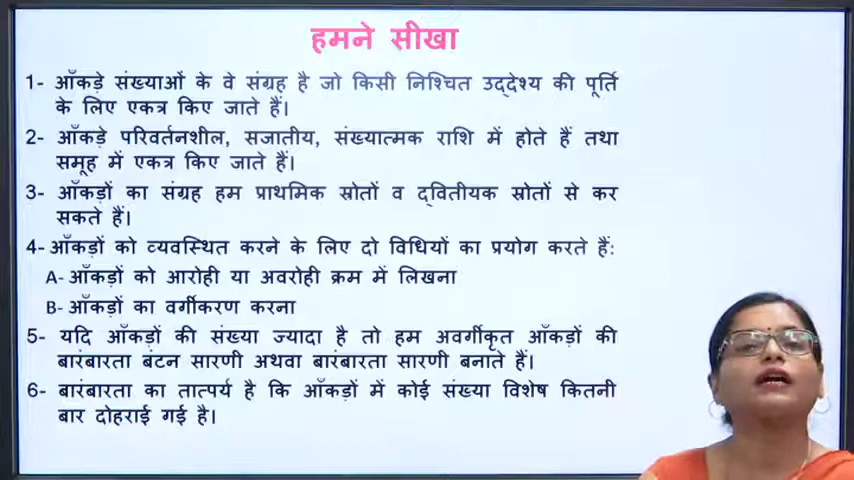 हमने सीखा
1- आँकड़े संख्याओं के वे संग्रह है जो किसी निश्चित उद्देश्य की पूर्ति
के लिए एकत्र किए जाते हैं।
2- आँकड़े परिवर्तनशील, सजातीय, संख्यात्मक राशि में होते हैं तथा
समूह में एकत्र किए जाते हैं।
3- आँकड़ों का संग्रह हम प्राथमिक स्रोतों व द्वितीयक स्रोतों से कर
सकते हैं।
4- आँकड़ों को व्यवस्थित करने के लिए दो विधियों का प्रयोग करते हैं:
A- आँकड़ों को आरोही या अवरोही क्रम में लिखना
B- आँकड़ों का वर्गीकरण करना
5- यदि आँकड़ों की संख्या ज्यादा है तो हम अवर्गीकृत आँकड़ों की
बारंबारता बंटन सारणी अथवा बारंबारता सारणी बनाते हैं।
6- बारंबारता का तात्पर्य है कि आँकड़ों में कोई संख्या विशेष कितनी
बार दोहराई गई है।